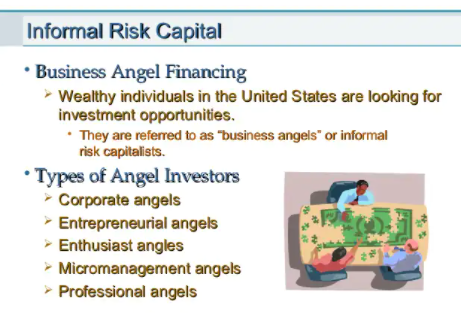 Informal Risk Capital
• Business Angel Financing
➢ Wealthy individuals in the United States are looking for
investment opportunities.
• They are referred to as “business angels” or informal
risk capitalists.
• Types of Angel Investors
➢ Corporate angels
➢ Entrepreneurial angels
➢ Enthusiast angles
➢ Micromanagement angels
➢ Professional angels